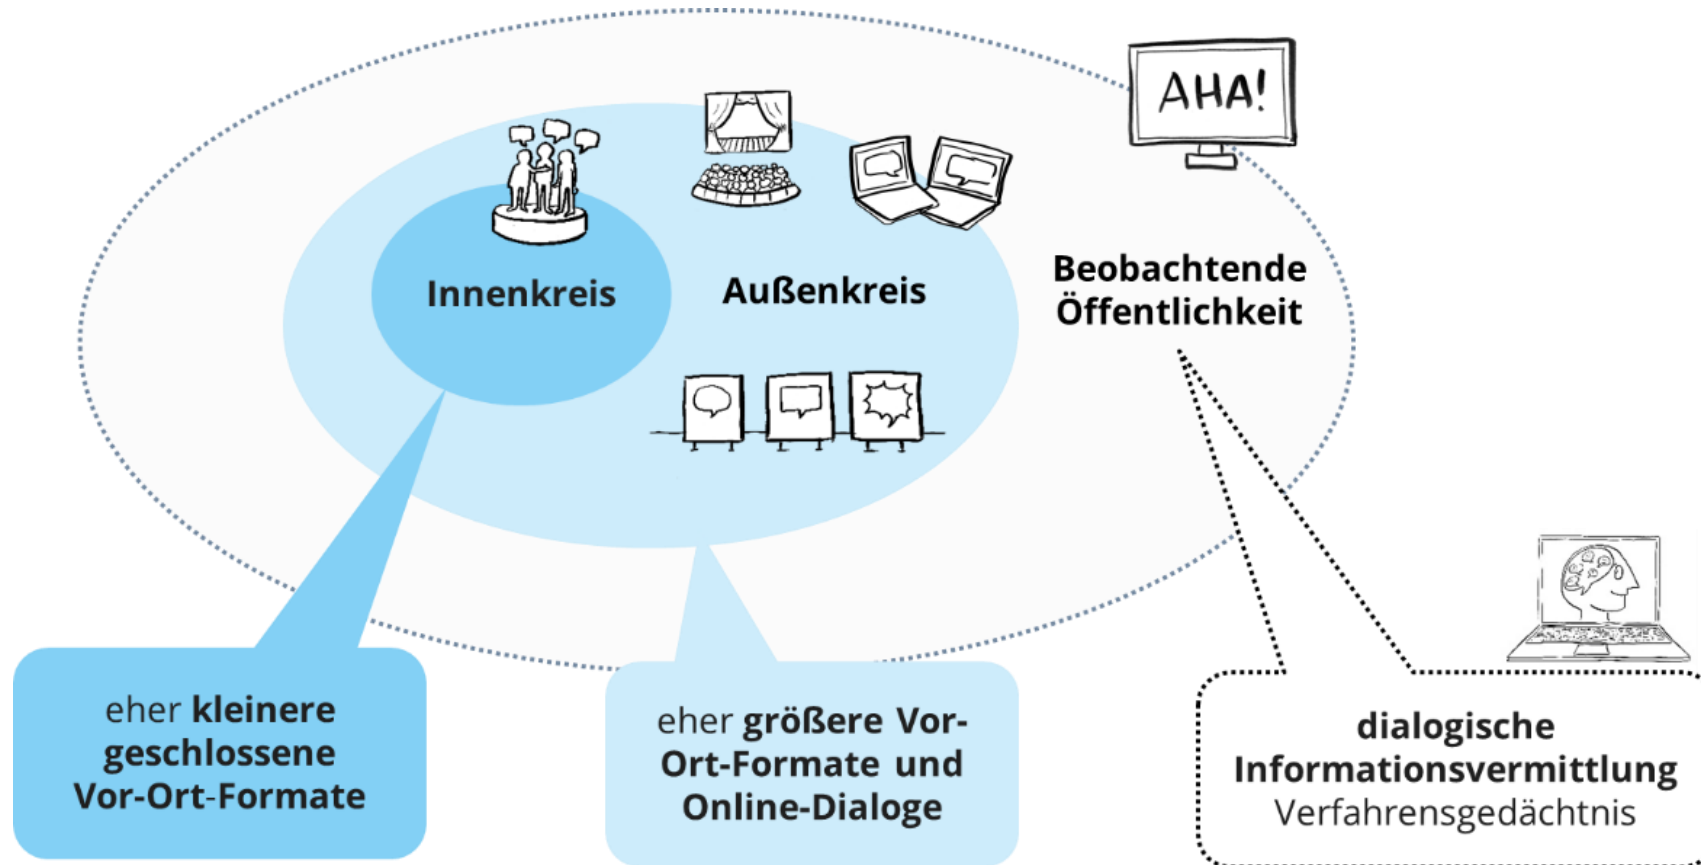 AHA!
Innenkreis
Außenkreis
Beobachtende
Öffentlichkeit
eher kleinere
geschlossene
Vor-Ort-Formate
eher größere Vor-
Ort-Formate und
Online-Dialoge
dialogische
Informationsvermittlung
Verfahrensgedächtnis